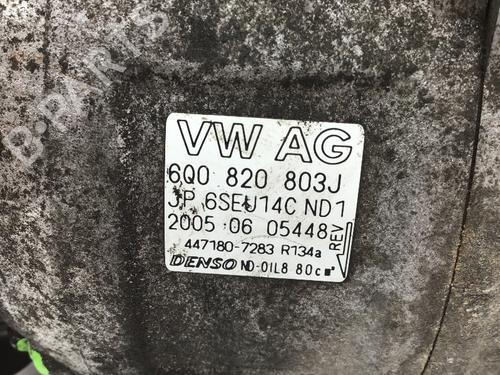 B-PARTS
VW AG
6Q0 820 803J
JP 6SEU14C ND1
2005 06 05448
REV
447180-7283 R134a
DENSO ND-OIL8 80c㎥